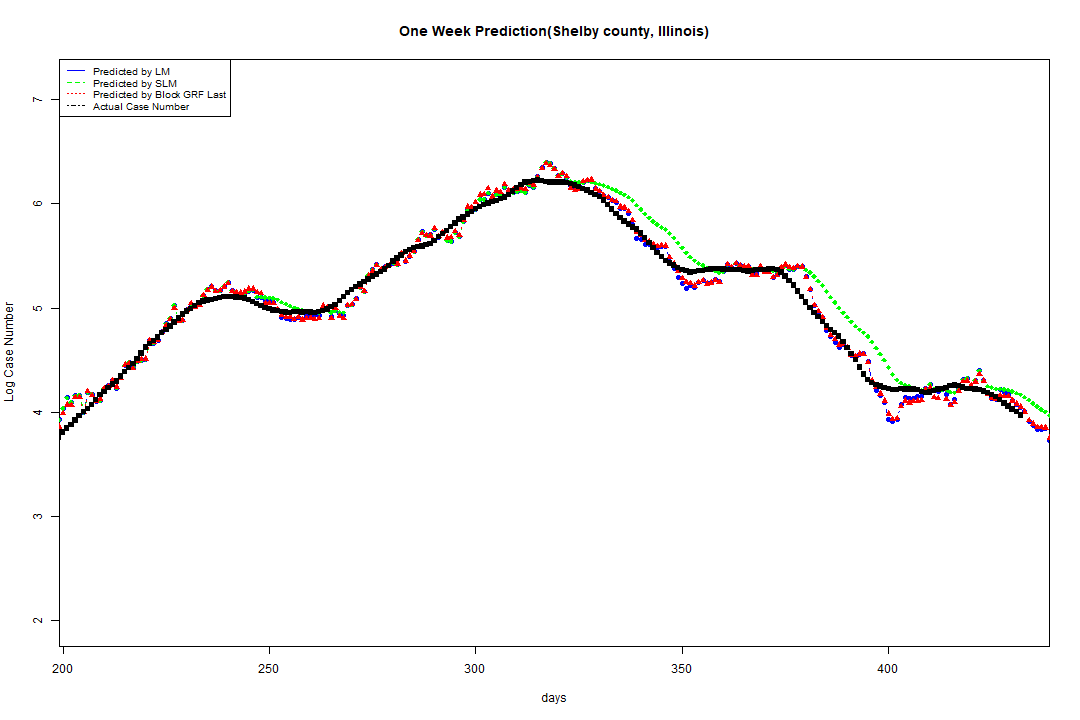 One Week Prediction(Shelby county, Illinois)
Predicted by LM
Predicted by SLM
Predicted by Block GRF Last
Actual Case Number
7
6
5
4
3
2
Log Case Number
200 250 300 350 400
days